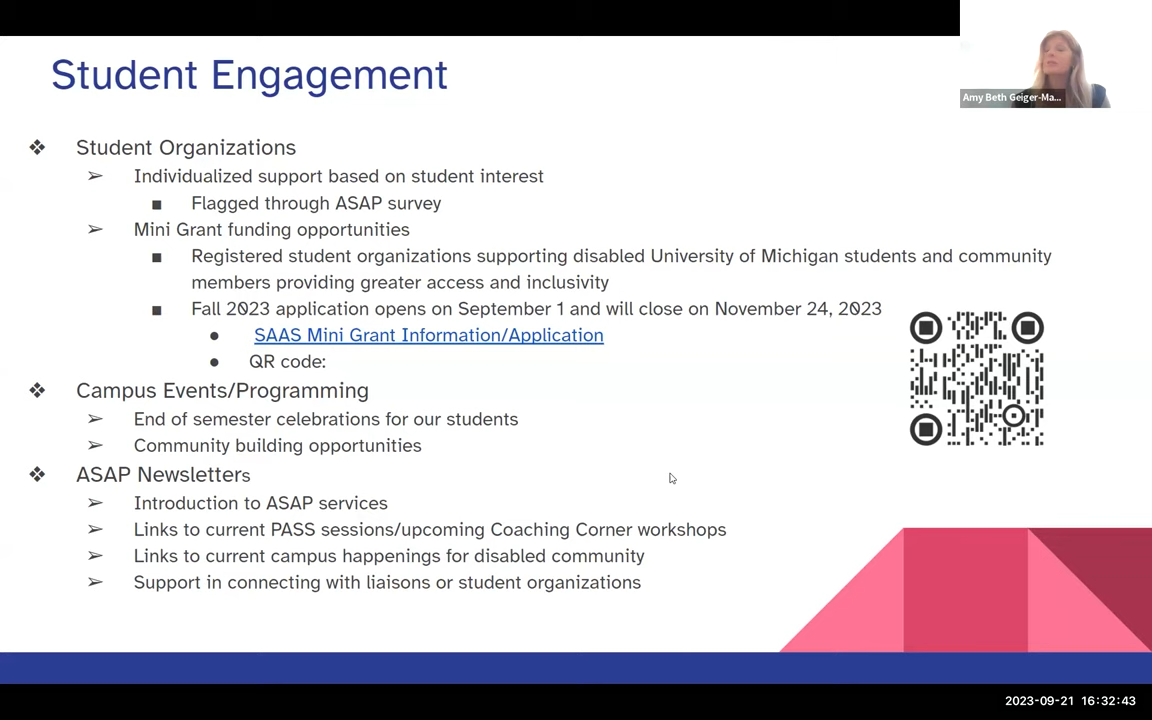 Student Engagement
Amy Beth Geiger-Ma...
❖ Student Organizations
➢ Individualized support based on student interest
■ Flagged through ASAP survey
➢ Mini Grant funding opportunities
■ Registered student organizations supporting disabled University of Michigan students and community
members providing greater access and inclusivity
■ Fall 2023 application opens on September 1 and will close on November 24, 2023
● SAAS Mini Grant Information/Application
● QR code:
❖ Campus Events/Programming
➢ End of semester celebrations for our students
➢ Community building opportunities
❖ ASAP Newsletters
➢ Introduction to ASAP services
➢ Links to current PASS sessions/upcoming Coaching Corner workshops
➢ Links to current campus happenings for disabled community
➢ Support in connecting with liaisons or student organizations
2023-09-21 16:32:43